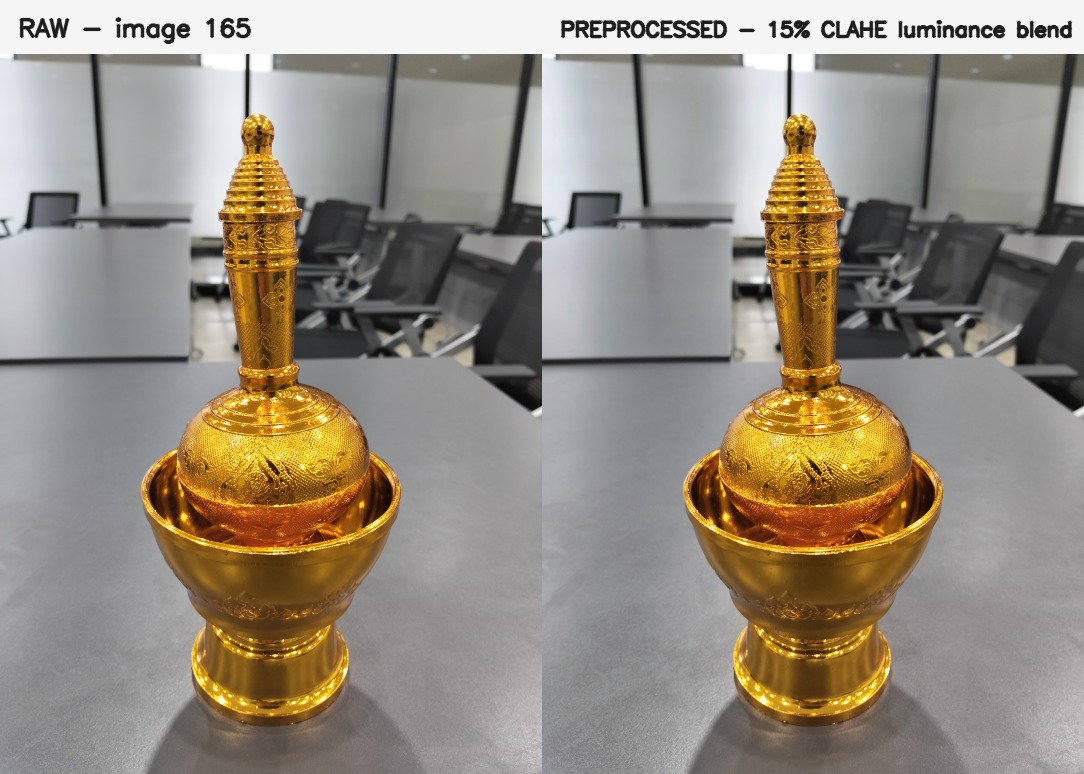 RAW - image 165
PREPROCESSED - 15% CLAHE luminance blend